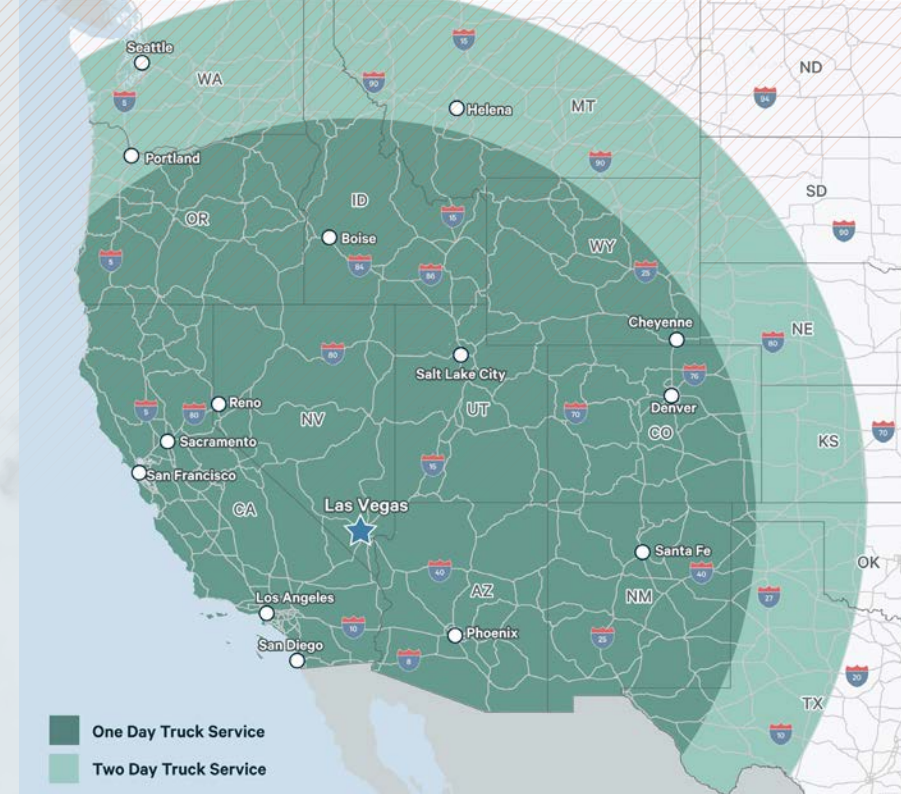 15
Seattle
ND
WA
90
94
5
Helena
MT
Portland
90
SD
ID
OR
15
90
Boise
WY
5
84
86
25
Cheyenne
NE
80
80
Salt Lake City
76
Reno
UT
70
Denver
5
80
NV
CO
70
Sacramento
KS
15
San Francisco
Las Vegas
CA
Santa Fe
OK
40
40
AZ
NM
27
Los Angeles
10
Phoenix
25
San Diego
8
20
TX
One Day Truck Service
10
Two Day Truck Service